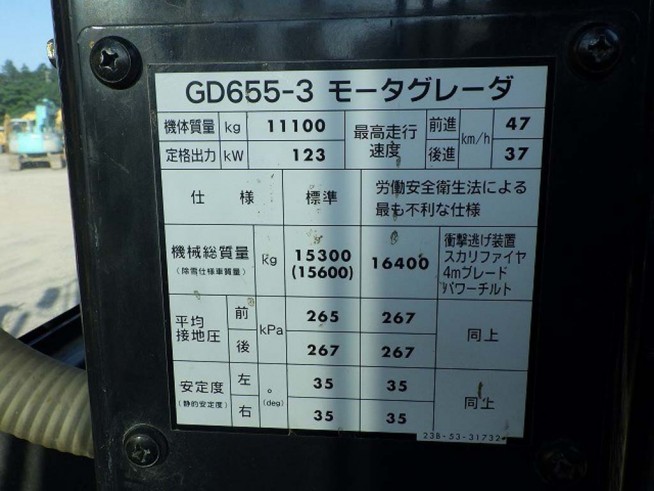 GD655-3 モータグレーダ
機体質量 kg 11100 最高走行速度 前進 km/h 47
定格出力 kW 123 後進 37
仕様 標準 労働安全衛生法による
最も不利な仕様
機械総質量 kg 15300 16400 衝撃逃げ装置
(除雪仕様車質量) (15600) スカリファイヤ
4mブレード
パワーチルト
平均接地圧 前 kPa 265 267 同上
後 267 267
安定度 左 ° 35 35 同上
(静的安定度) 右 (deg) 35 35
23B-53-31732